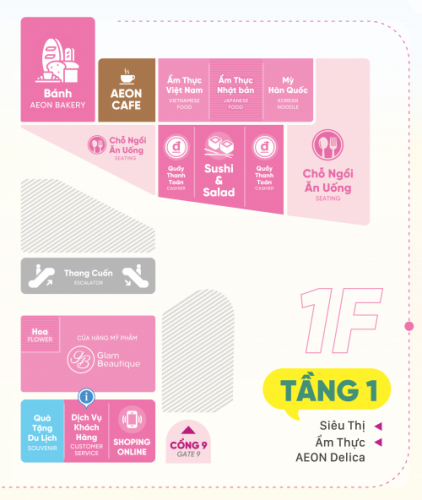 Bánh
AEON BAKERY
AEON
CAFE
Ẩm Thực
Việt Nam
VIETNAMESE
FOOD
Ẩm Thực
Nhật bản
JAPANESE
FOOD
Mỳ
Hàn Quốc
KOREAN
NOODLE
Chỗ Ngồi
Ăn Uống
SEATING
đ
Quầy
Thanh
Toán
CASHIER
Sushi
&
Salad
đ
Quầy
Thanh
Toán
CASHIER
Chỗ Ngồi
Ăn Uống
SEATING
Thang Cuốn
ESCALATOR
Hoa
FLOWER
CỬA HÀNG MỸ PHẨM
Glam
Beautique
i
Quà
Tặng
Du Lịch
SOUVENIR
Dịch Vụ
Khách
Hàng
CUSTOMER
SERVICE
SHOPING
ONLINE
CỔNG 9
GATE 9
1F
TẦNG 1
Siêu Thị
Ẩm Thực
AEON Delica